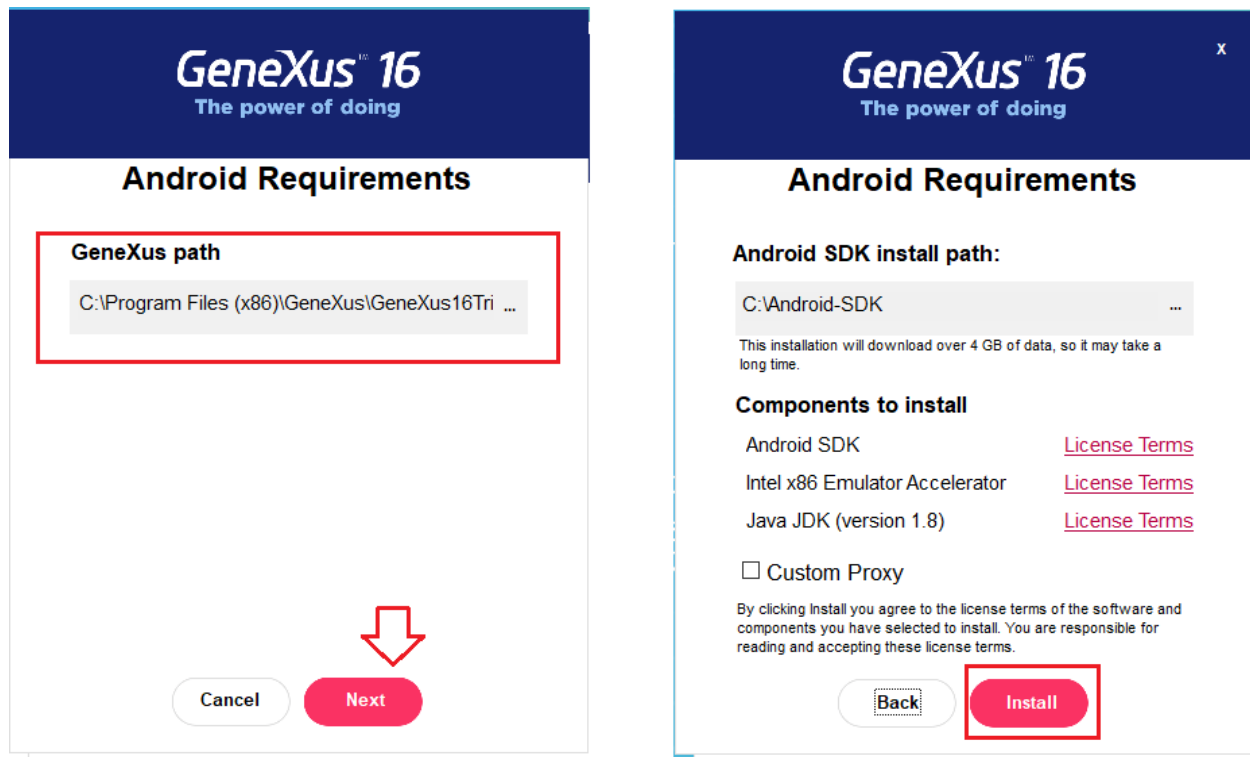 GeneXus™ 16
The power of doing
Android Requirements
GeneXus path
C:\Program Files (x86)\GeneXus\GeneXus16Tri ...
Cancel
Next
GeneXus™ 16
x
The power of doing
Android Requirements
Android SDK install path:
C:\Android-SDK ...
This installation will download over 4 GB of data, so it may take a
long time.
Components to install
Android SDK License Terms
Intel x86 Emulator Accelerator License Terms
Java JDK (version 1.8) License Terms
Custom Proxy
By clicking Install you agree to the license terms of the software and
components you have selected to install. You are responsible for
reading and accepting these license terms.
Back
Install